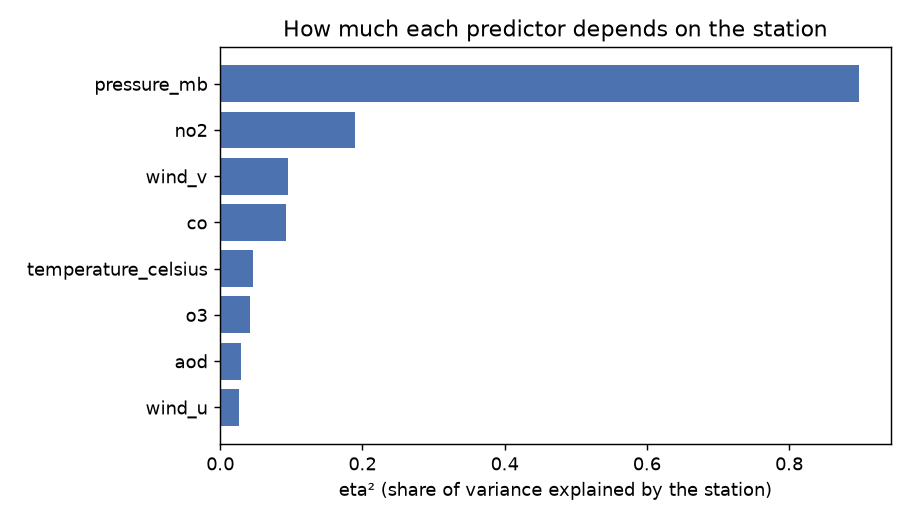 How much each predictor depends on the station
pressure_mb
no2
wind_v
co
temperature_celsius
o3
aod
wind_u
0.0 0.2 0.4 0.6 0.8
eta² (share of variance explained by the station)